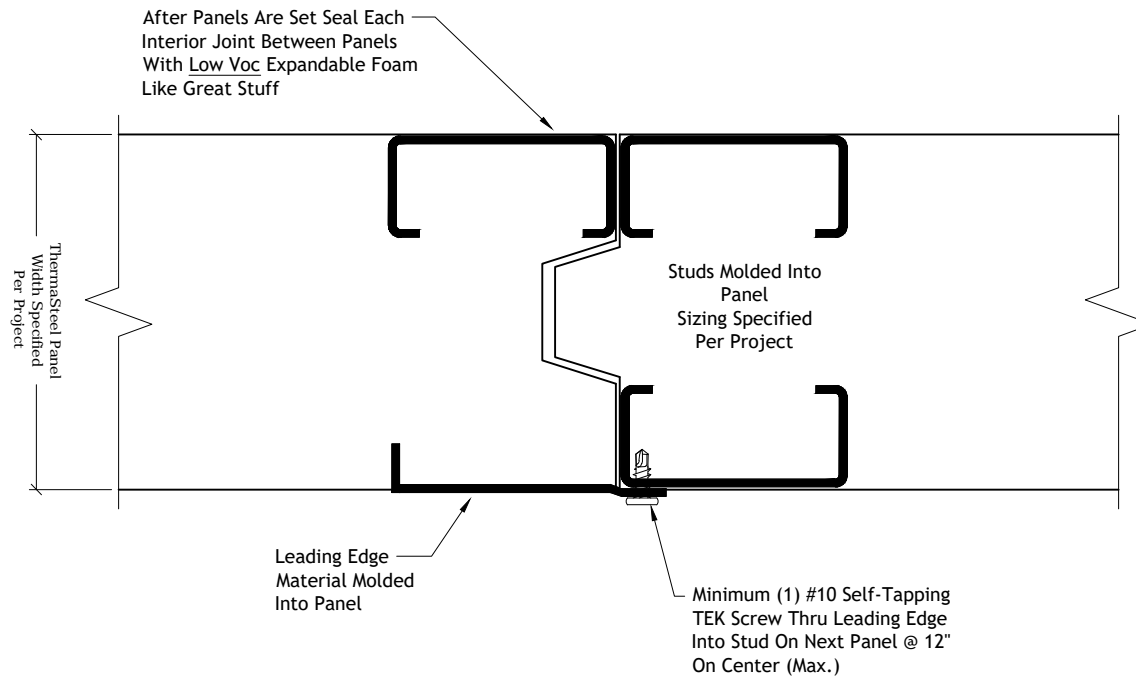 After Panels Are Set Seal Each
Interior Joint Between Panels
With Low Voc Expandable Foam
Like Great Stuff
ThermaSteel Panel
Width Specified
Per Project
Studs Molded Into
Panel
Sizing Specified
Per Project
Leading Edge
Material Molded
Into Panel
Minimum (1) #10 Self-Tapping
TEK Screw Thru Leading Edge
Into Stud On Next Panel @ 12"
On Center (Max.)